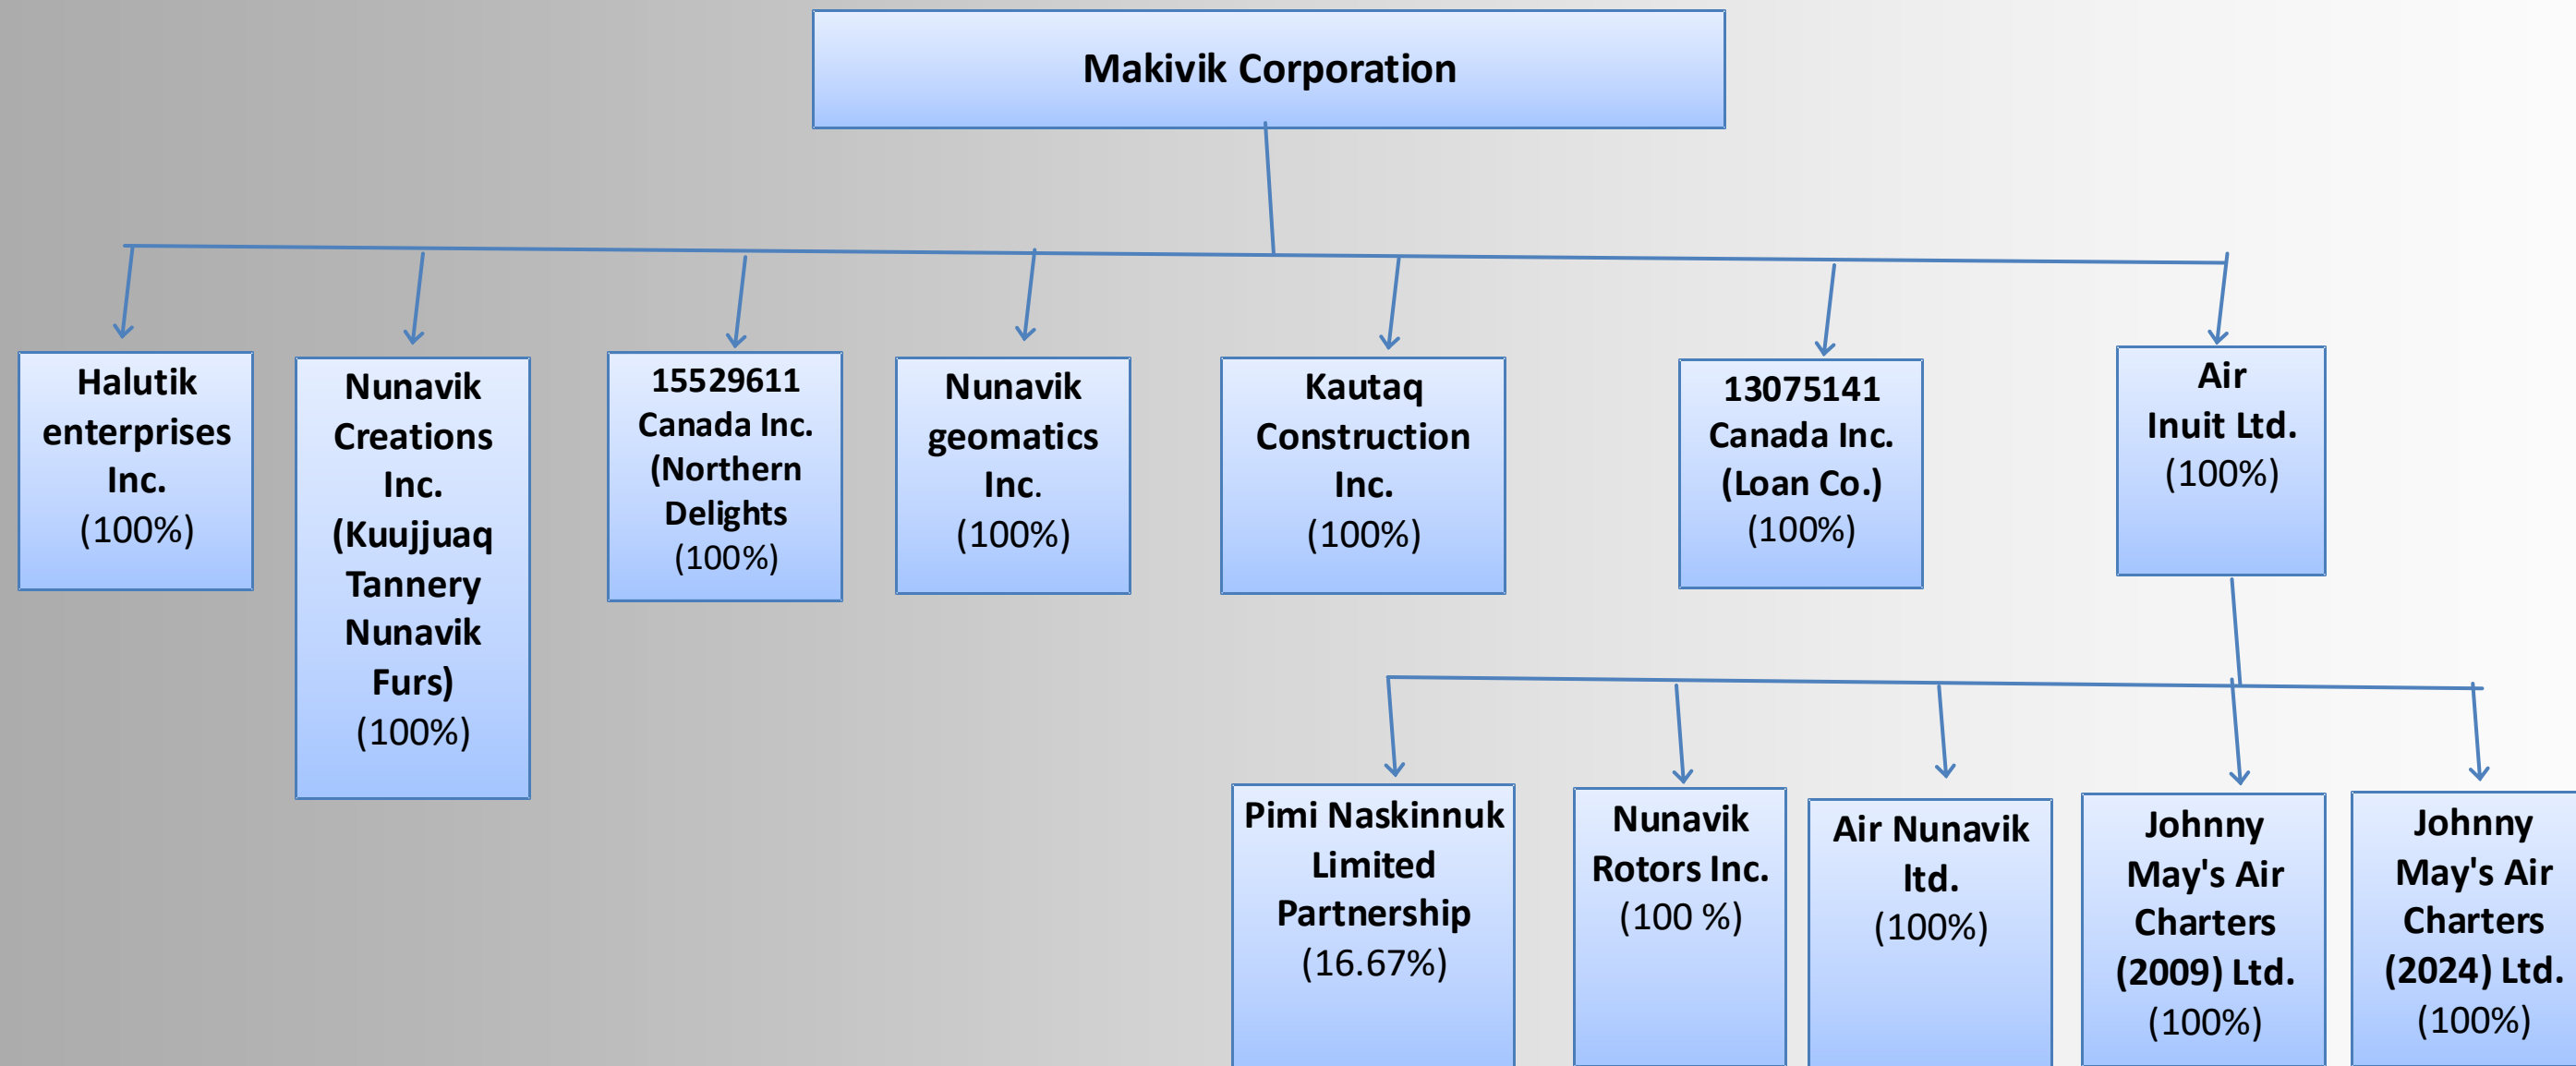 Makivik Corporation
Halutik
enterprises
Inc.
(100%)
Nunavik
Creations
Inc.
(Kuujjuaq
Tannery
Nunavik
Furs)
(100%)
15529611
Canada Inc.
(Northern
Delights
(100%)
Nunavik
geomatics
Inc.
(100%)
Kautaq
Construction
Inc.
(100%)
13075141
Canada Inc.
(Loan Co.)
(100%)
Air
Inuit Ltd.
(100%)
Pimi Naskinnuk
Limited
Partnership
(16.67%)
Nunavik
Rotors Inc.
(100 %)
Air Nunavik
ltd.
(100%)
Johnny
May's Air
Charters
(2009) Ltd.
(100%)
Johnny
May's Air
Charters
(2024) Ltd.
(100%)